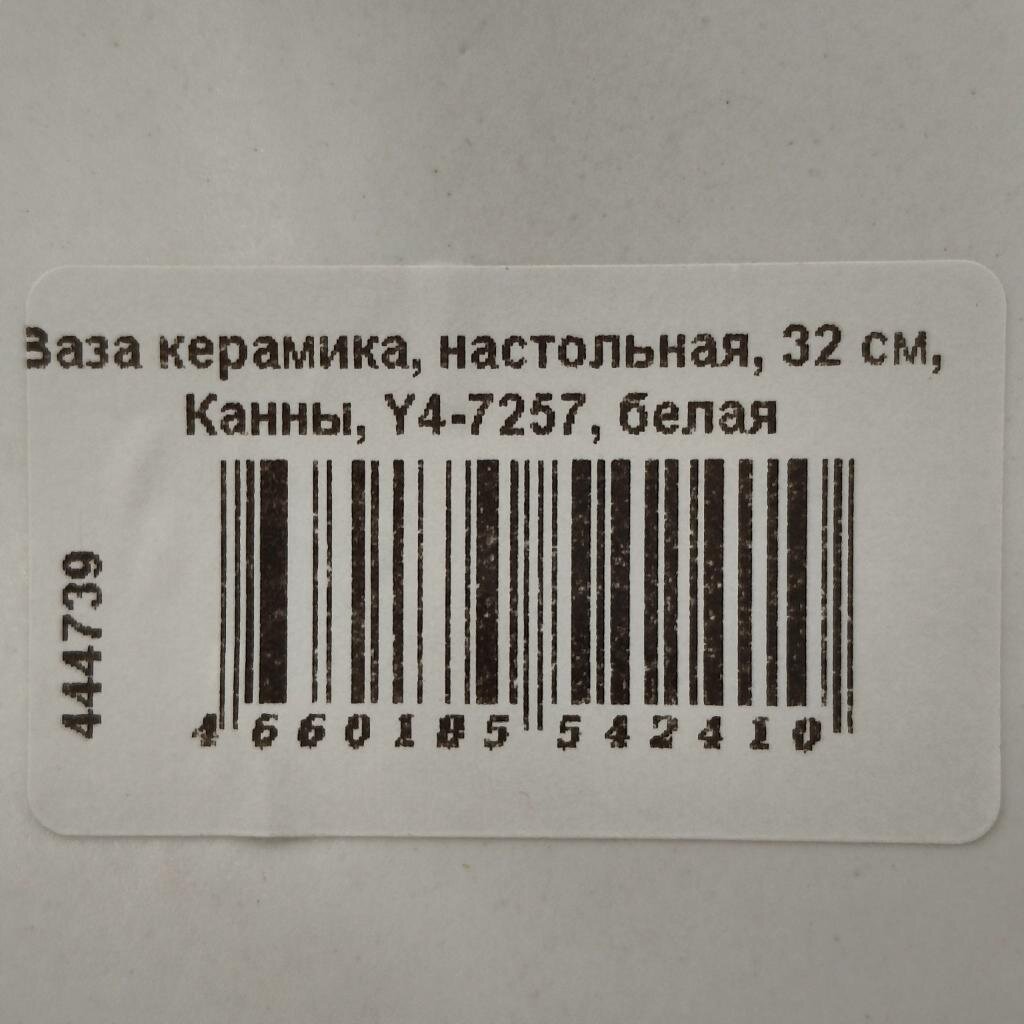 Ваза керамика, настольная, 32 см,
Канны, Y4-7257, белая
444739
4 660185 542410